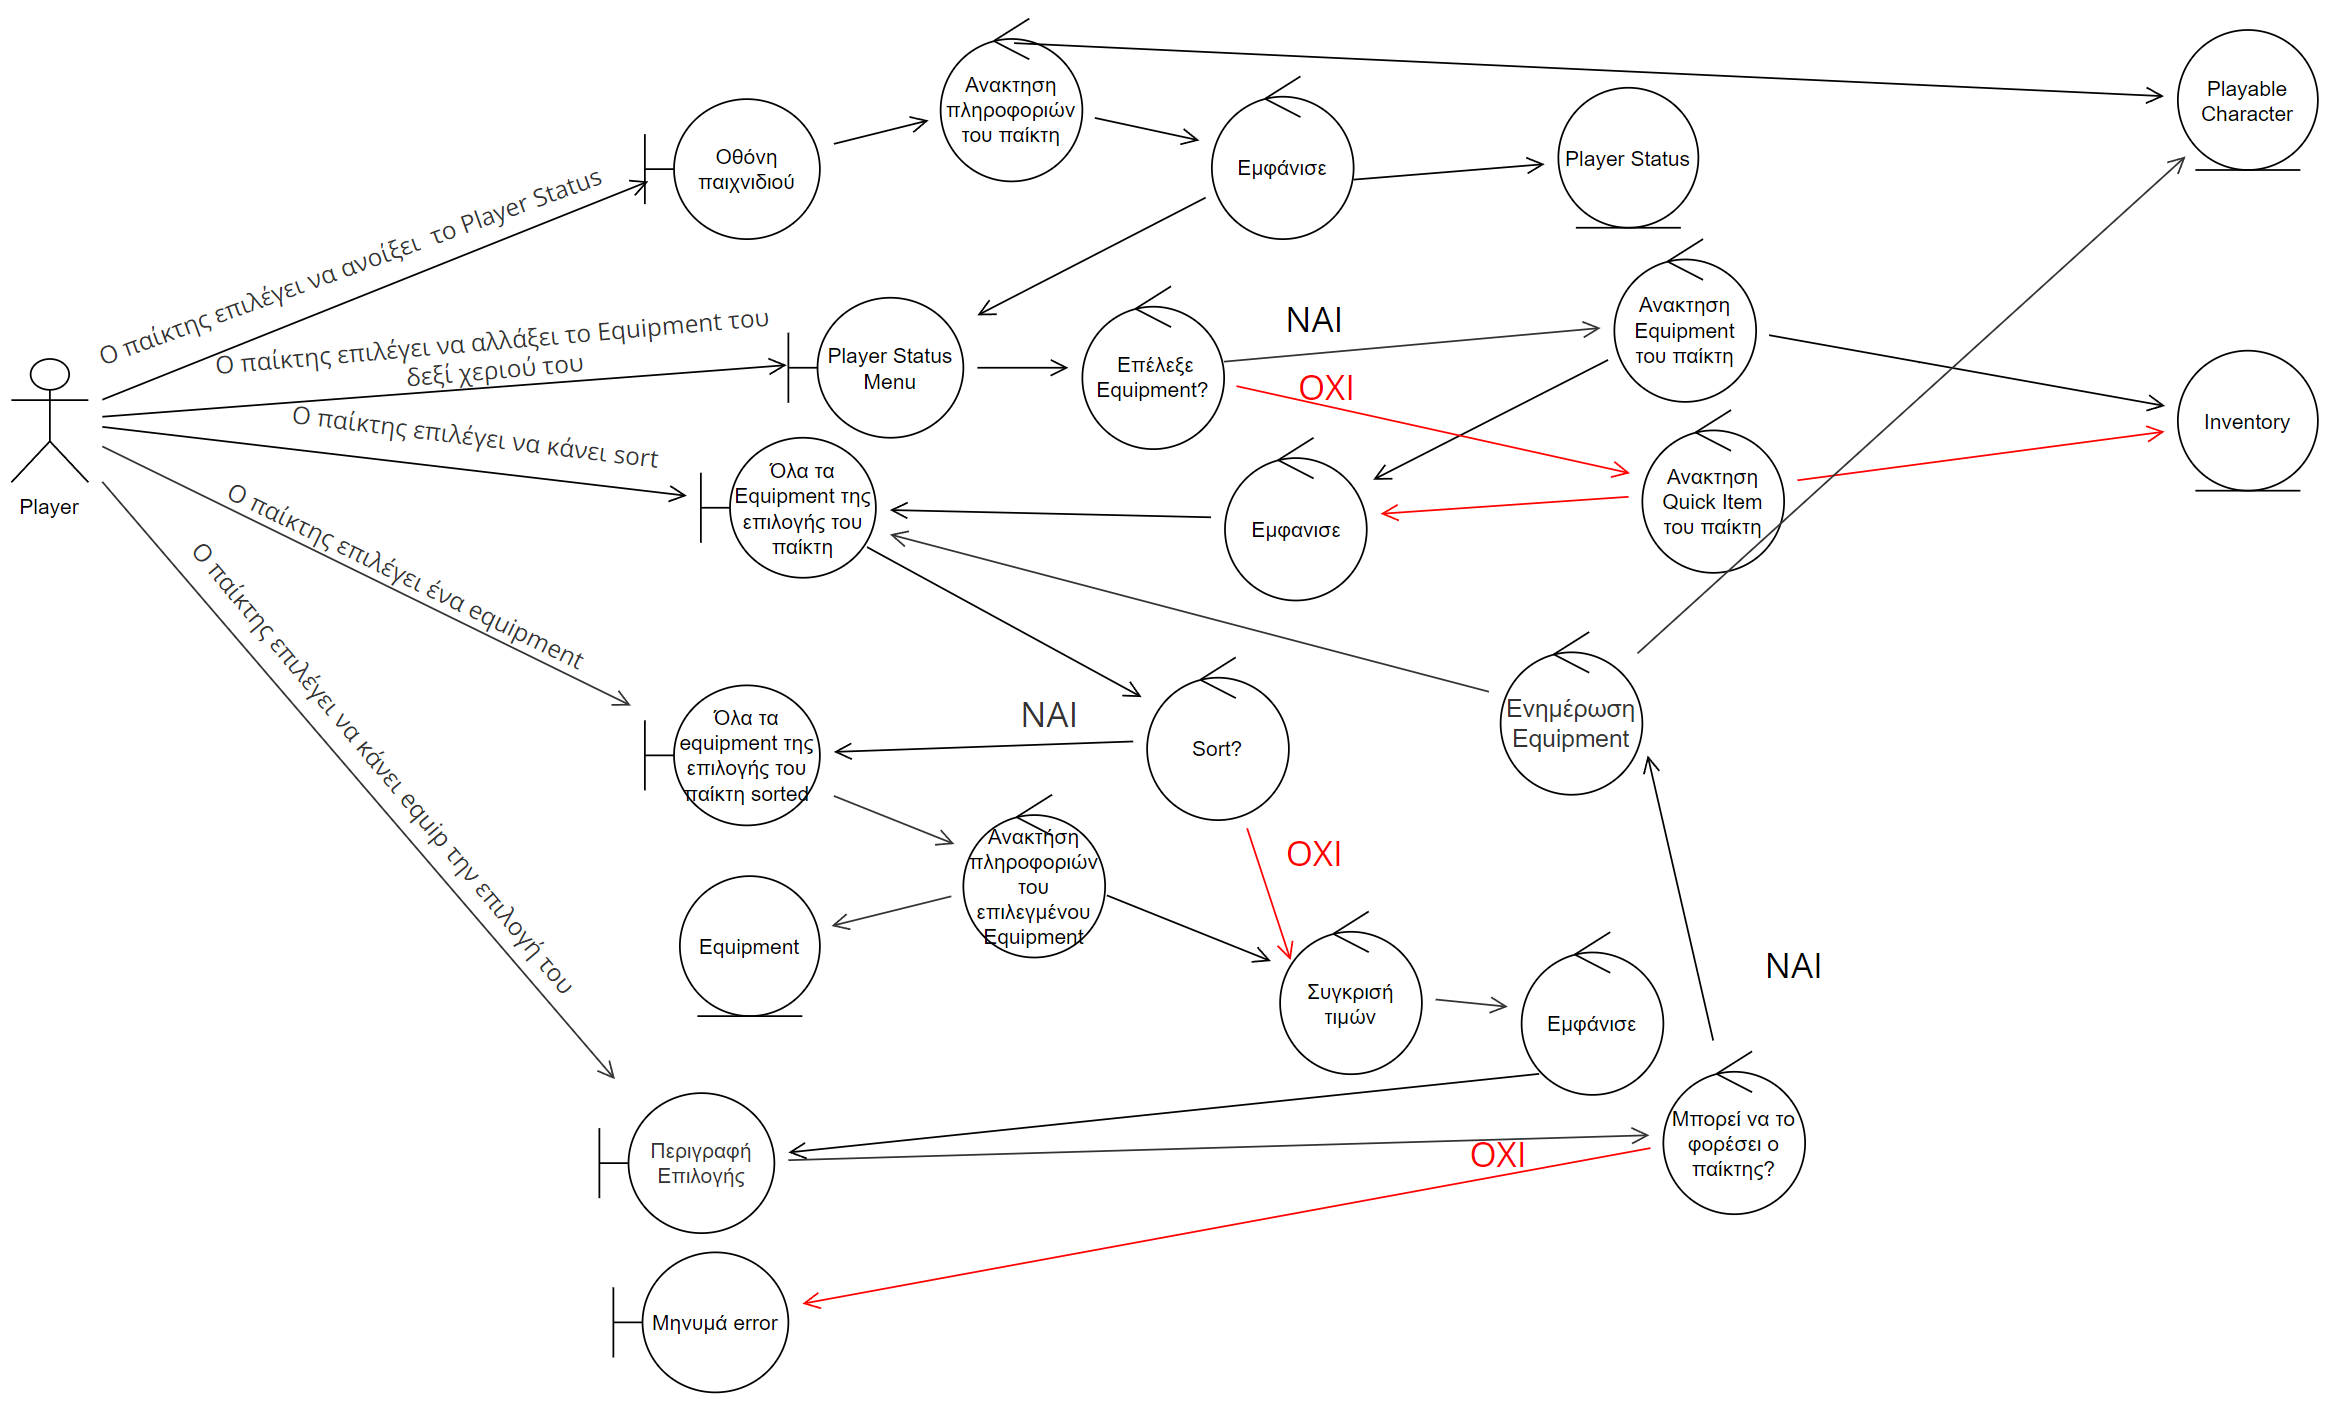 Ανακτηση
πληροφοριών
του παίκτη
Playable
Character
Οθόνη
παιχνιδιού
Εμφάνισε
Player Status
Ο παίκτης επιλέγει να ανοίξει το Player Status
Ο παίκτης επιλέγει να αλλάξει το Equipment του
δεξί χεριού του
Player Status
Menu
Επέλεξε
Equipment?
ΝΑΙ
ΟΧΙ
Ανακτηση
Equipment
του παίκτη
Inventory
Ο παίκτης επιλέγει να κάνει sort
Player
Όλα τα
Equipment της
επιλογής του
παίκτη
Εμφανισε
Ανακτηση
Quick Item
του παίκτη
Ο παίκτης επιλέγει ένα equipment
Ο παίκτης επιλέγει να κάνει equip την επιλογή του
Όλα τα
equipment της
επιλογής του
παίκτη sorted
ΝΑΙ
Sort?
Ενημέρωση
Equipment
ΟΧΙ
Ανακτηση
πληροφοριών
του
επιλεγμένου
Equipment
Equipment
Συγκρισή
τιμών
Εμφάνισε
ΝΑΙ
Περιγραφή
Επιλογής
ΟΧΙ
Μπορεί να το
φορέσει ο
παίκτης?
Μηνυμά error